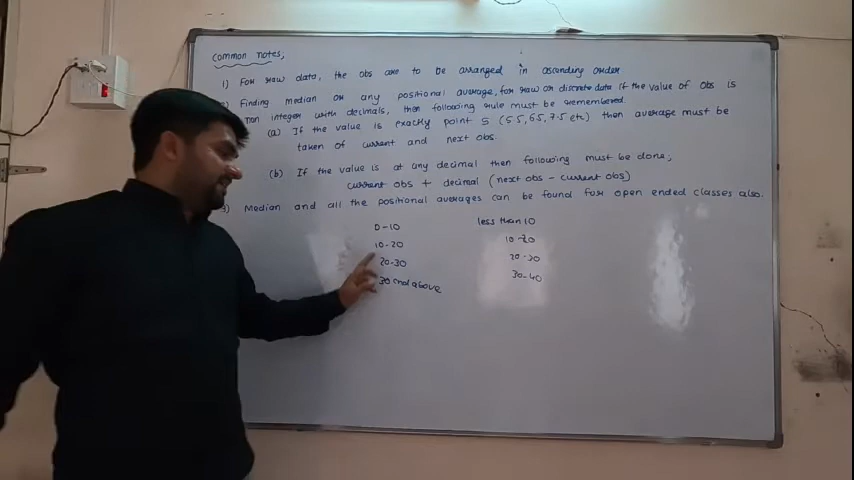 Common notes;
1) For raw data, the obs are to be arranged in ascending order
Finding median or any positional average, for raw or discrete data if the value of obs is
non integer with decimals, then following rule must be remembered.
(a) If the value is exactly point 5 (5.5, 6.5, 7.5 etc) then average must be
taken of current and next obs.
(b) If the value is at any decimal then following must be done,
current obs + decimal (next obs - current obs)
3) Median and all the positional averages can be found for open ended classes also.
0-10
10-20
20-30
30 and above
less than 10
10-20
20-30
30-40